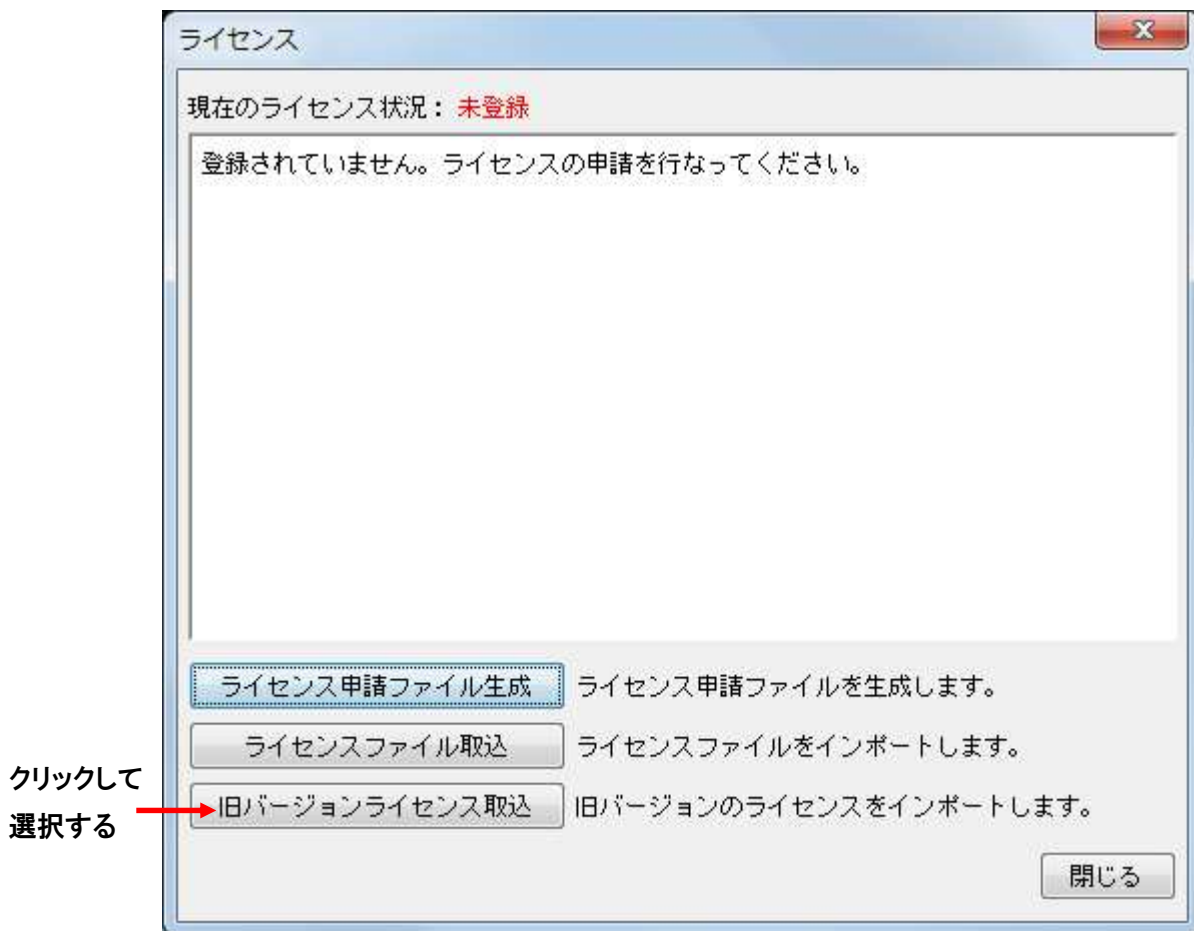 ライセンス
現在のライセンス状況：未登録
登録されていません。ライセンスの申請を行なってください。
ライセンス申請ファイル生成 ライセンス申請ファイルを生成します。
ライセンスファイル取込 ライセンスファイルをインポートします。
クリックして
選択する
旧バージョンライセンス取込 旧バージョンのライセンスをインポートします。
閉じる